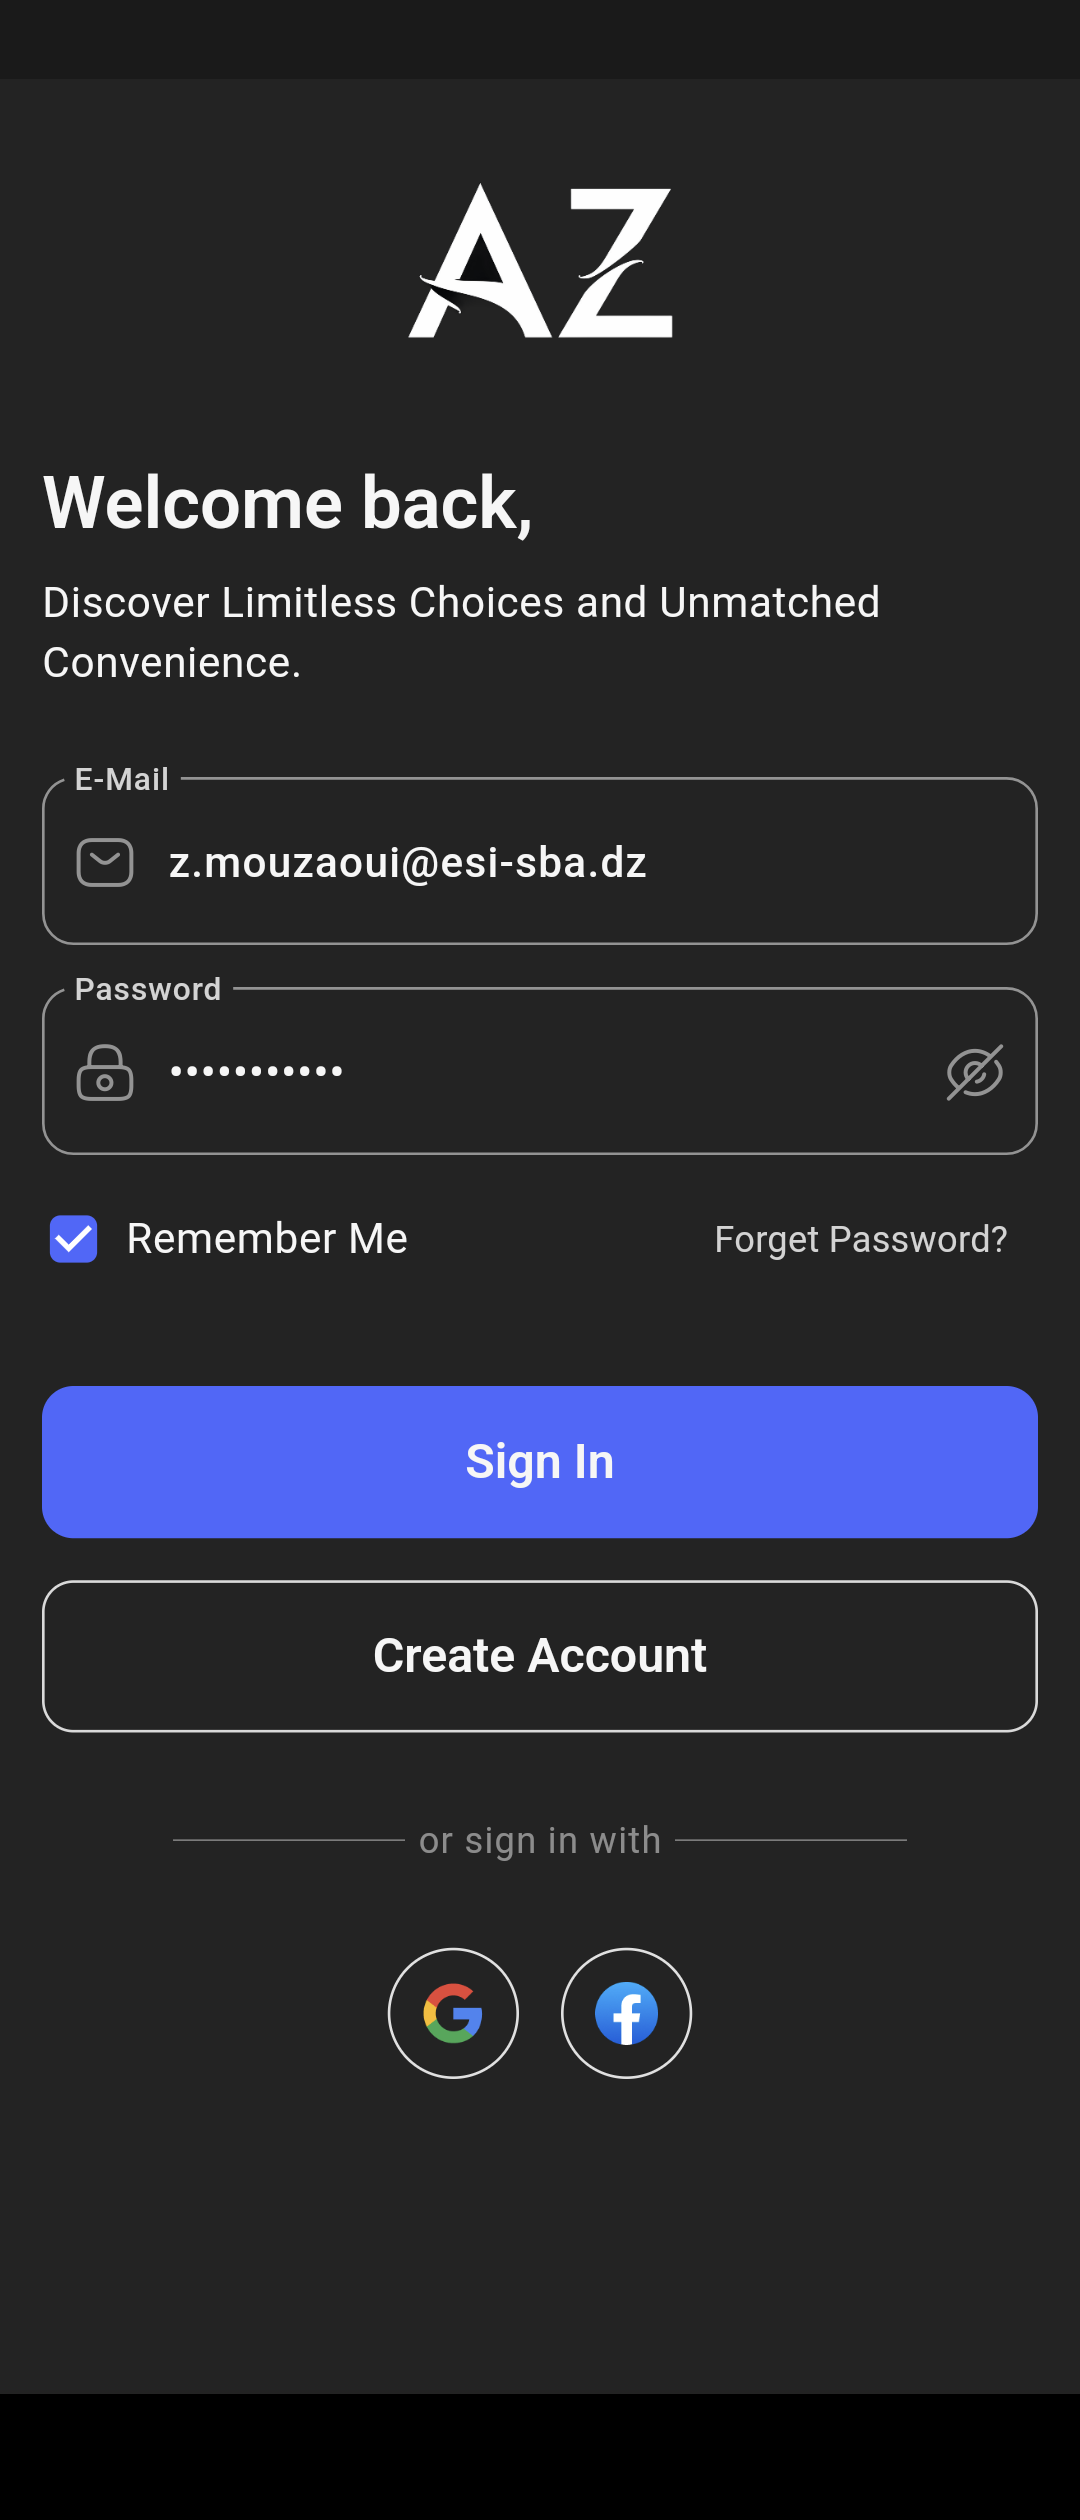 AZ
Welcome back,
Discover Limitless Choices and Unmatched
Convenience.
E-Mail
z.mouzaoui@esi-sba.dz
Password
•••••••••••
Remember Me
Forget Password?
Sign In
Create Account
or sign in with